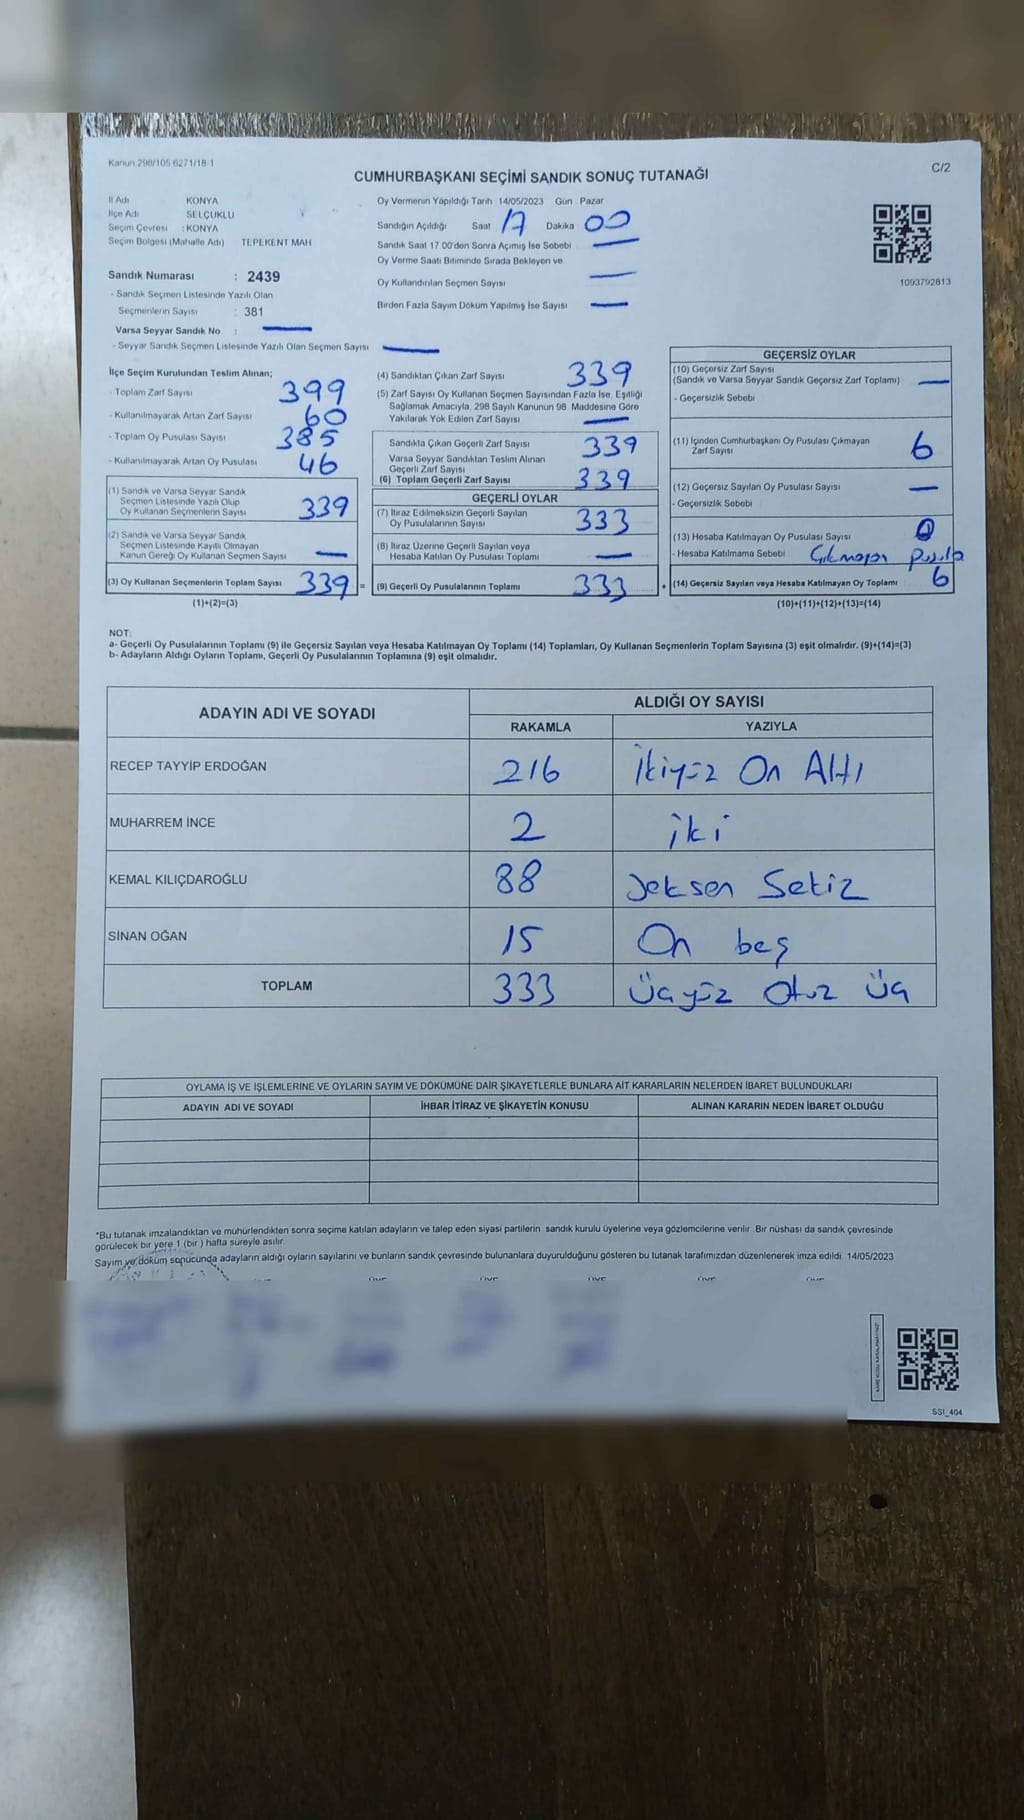 Kanun 298/105 6271/18-1
C/2
CUMHURBAŞKANI SEÇİMİ SANDIK SONUÇ TUTANAĞI
İl Adı KONYA
İlçe Adı SELÇUKLU
Seçim Çevresi : KONYA
Seçim Bölgesi (Mahalle Adı) TEPEKENT MAH
Sandık Numarası : 2439
- Sandık Seçmen Listesinde Yazılı Olan
Seçmenlerin Sayısı : 381
Varsa Seyyar Sandık No :
- Seyyar Sandık Seçmen Listesinde Yazılı Olan Seçmen Sayısı
Oy Vermenin Yapıldığı Tarih 14/05/2023 Gün : Pazar
Sandığın Açıldığı Saat 17 Dakika 00
Sandık Saat 17 00'den Sonra Açımış İse Sebebi
Oy Verme Saati Bitiminde Sırada Bekleyen ve
Oy Kullandırılan Seçmen Sayısı
Birden Fazla Sayım Döküm Yapılmış İse Sayısı
1093792813
İlçe Seçim Kurulundan Teslim Alınan;
- Toplam Zarf Sayısı 399
- Kullanılmayarak Artan Zarf Sayısı 60
- Toplam Oy Pusulası Sayısı 385
- Kullanılmayarak Artan Oy Pusulası 46
(1) Sandık ve Varsa Seyyar Sandık
Seçmen Listesinde Yazılı Olup
Oy Kullanan Seçmenlerin Sayısı 339
(2) Sandık ve Varsa Seyyar Sandık
Seçmen Listesinde Kayıtlı Olmayan
Kanun Gereği Oy Kullanan Seçmen Sayısı
(3) Oy Kullanan Seçmenlerin Toplam Sayısı 339 =
(1)+(2)=(3)
(4) Sandıktan Çıkan Zarf Sayısı 339
(5) Zarf Sayısı Oy Kullanan Seçmen Sayısından Fazla İse, Eşitliği
Sağlamak Amacıyla, 298 Sayılı Kanunun 98 Maddesine Göre
Yakılarak Yok Edilen Zarf Sayısı
Sandıkta Çıkan Geçerli Zarf Sayısı 339
Varsa Seyyar Sandıktan Teslim Alınan
Geçerli Zarf Sayısı
(6) Toplam Geçerli Zarf Sayısı 339
GEÇERLİ OYLAR
(7) İtiraz Edilmeksizin Geçerli Sayılan
Oy Pusulalarının Sayısı 333
(8) İtiraz Üzerine Geçerli Sayılan veya
Hesaba Katılan Oy Pusulası Toplamı
(9) Geçerli Oy Pusulalarının Toplamı 333 +
GEÇERSİZ OYLAR
(10) Geçersiz Zarf Sayısı
(Sandık ve Varsa Seyyar Sandık Geçersiz Zarf Toplamı)
- Geçersizlik Sebebi
(11) İçinden Cumhurbaşkanı Oy Pusulası Çıkmayan
Zarf Sayısı 6
(12) Geçersiz Sayılan Oy Pusulası Sayısı
- Geçersizlik Sebebi
(13) Hesaba Katılmayan Oy Pusulası Sayısı
- Hesaba Katılmama Sebebi Çıkmayan Pusula
(14) Geçersiz Sayılan veya Hesaba Katılmayan Oy Toplamı 6
(10)+(11)+(12)+(13)=(14)
NOT:
a- Geçerli Oy Pusulalarının Toplamı (9) ile Geçersiz Sayılan veya Hesaba Katılmayan Oy Toplamı (14) Toplamları, Oy Kullanan Seçmenlerin Toplam Sayısına (3) eşit olmalıdır. (9)+(14)=(3)
b- Adayların Aldığı Oyların Toplamı, Geçerli Oy Pusulalarının Toplamına (9) eşit olmalıdır.
ADAYIN ADI VE SOYADI
ALDIĞI OY SAYISI
RAKAMLA YAZIYLA
RECEP TAYYİP ERDOĞAN 216 İkiyüz On Altı
MUHARREM İNCE 2 iki
KEMAL KILIÇDAROĞLU 88 Seksen Sekiz
SİNAN OĞAN 15 On beş
TOPLAM 333 Üçyüz Otuz Üç
OYLAMA İŞ VE İŞLEMLERİNE VE OYLARIN SAYIM VE DÖKÜMÜNE DAİR ŞİKAYETLERLE BUNLARA AİT KARARLARIN NELERDEN İBARET BULUNDUKLARI
ADAYIN ADI VE SOYADI İHBAR İTİRAZ VE ŞİKAYETİN KONUSU ALINAN KARARIN NEDEN İBARET OLDUĞU
*Bu tutanak imzalandıktan ve mühürlendikten sonra seçime katılan adayların ve talep eden siyasi partilerin sandık kurulu üyelerine veya gözlemcilerine verilir. Bir nüshası da sandık çevresinde
görülecek bir yere 1 (bir ) hafta süreyle asılır.
Sayım ve döküm sonucunda adayların aldığı oyların sayılarını ve bunların sandık çevresinde bulunanlara duyurulduğunu gösteren bu tutanak tarafımızdan düzenlenerek imza edildi. 14/05/2023
SSI_404